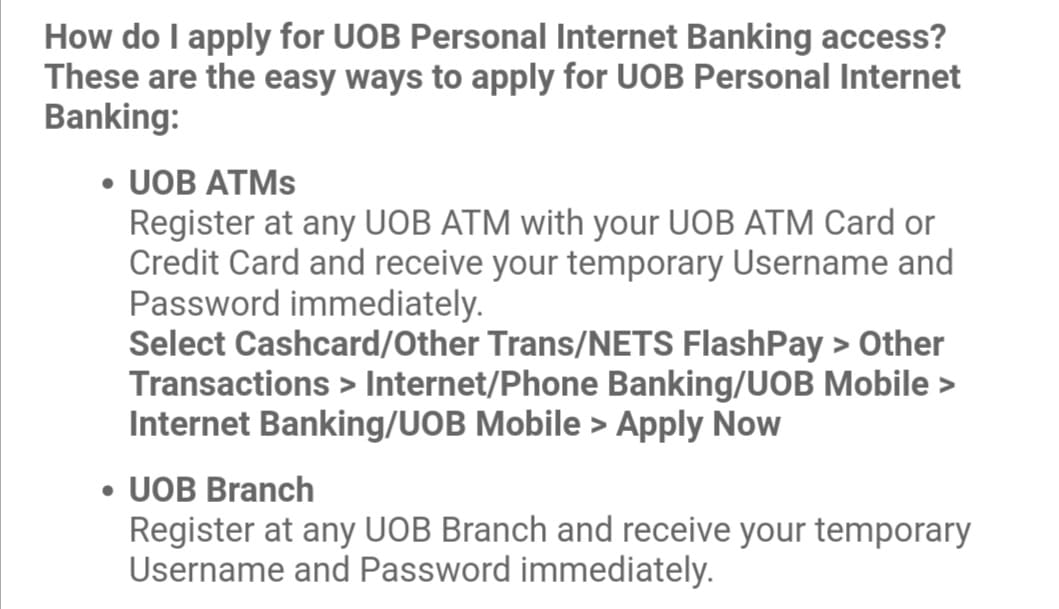 How do I apply for UOB Personal Internet Banking access?
These are the easy ways to apply for UOB Personal Internet
Banking:
• UOB ATMs
Register at any UOB ATM with your UOB ATM Card or
Credit Card and receive your temporary Username and
Password immediately.
Select Cashcard/Other Trans/NETS FlashPay > Other
Transactions > Internet/Phone Banking/UOB Mobile >
Internet Banking/UOB Mobile > Apply Now
• UOB Branch
Register at any UOB Branch and receive your temporary
Username and Password immediately.